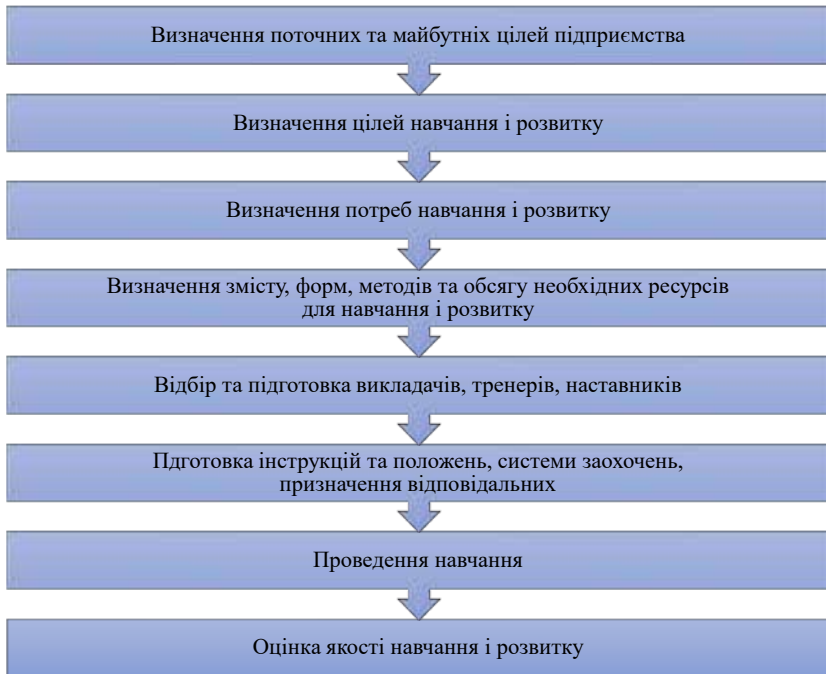 Визначення поточних та майбутніх цілей підприємства
Визначення цілей навчання і розвитку
Визначення потреб навчання і розвитку
Визначення змісту, форм, методів та обсягу необхідних ресурсів
для навчання і розвитку
Відбір та підготовка викладачів, тренерів, наставників
Пдготовка інструкцій та положень, системи заохочень,
призначення відповідальних
Проведення навчання
Оцінка якості навчання і розвитку